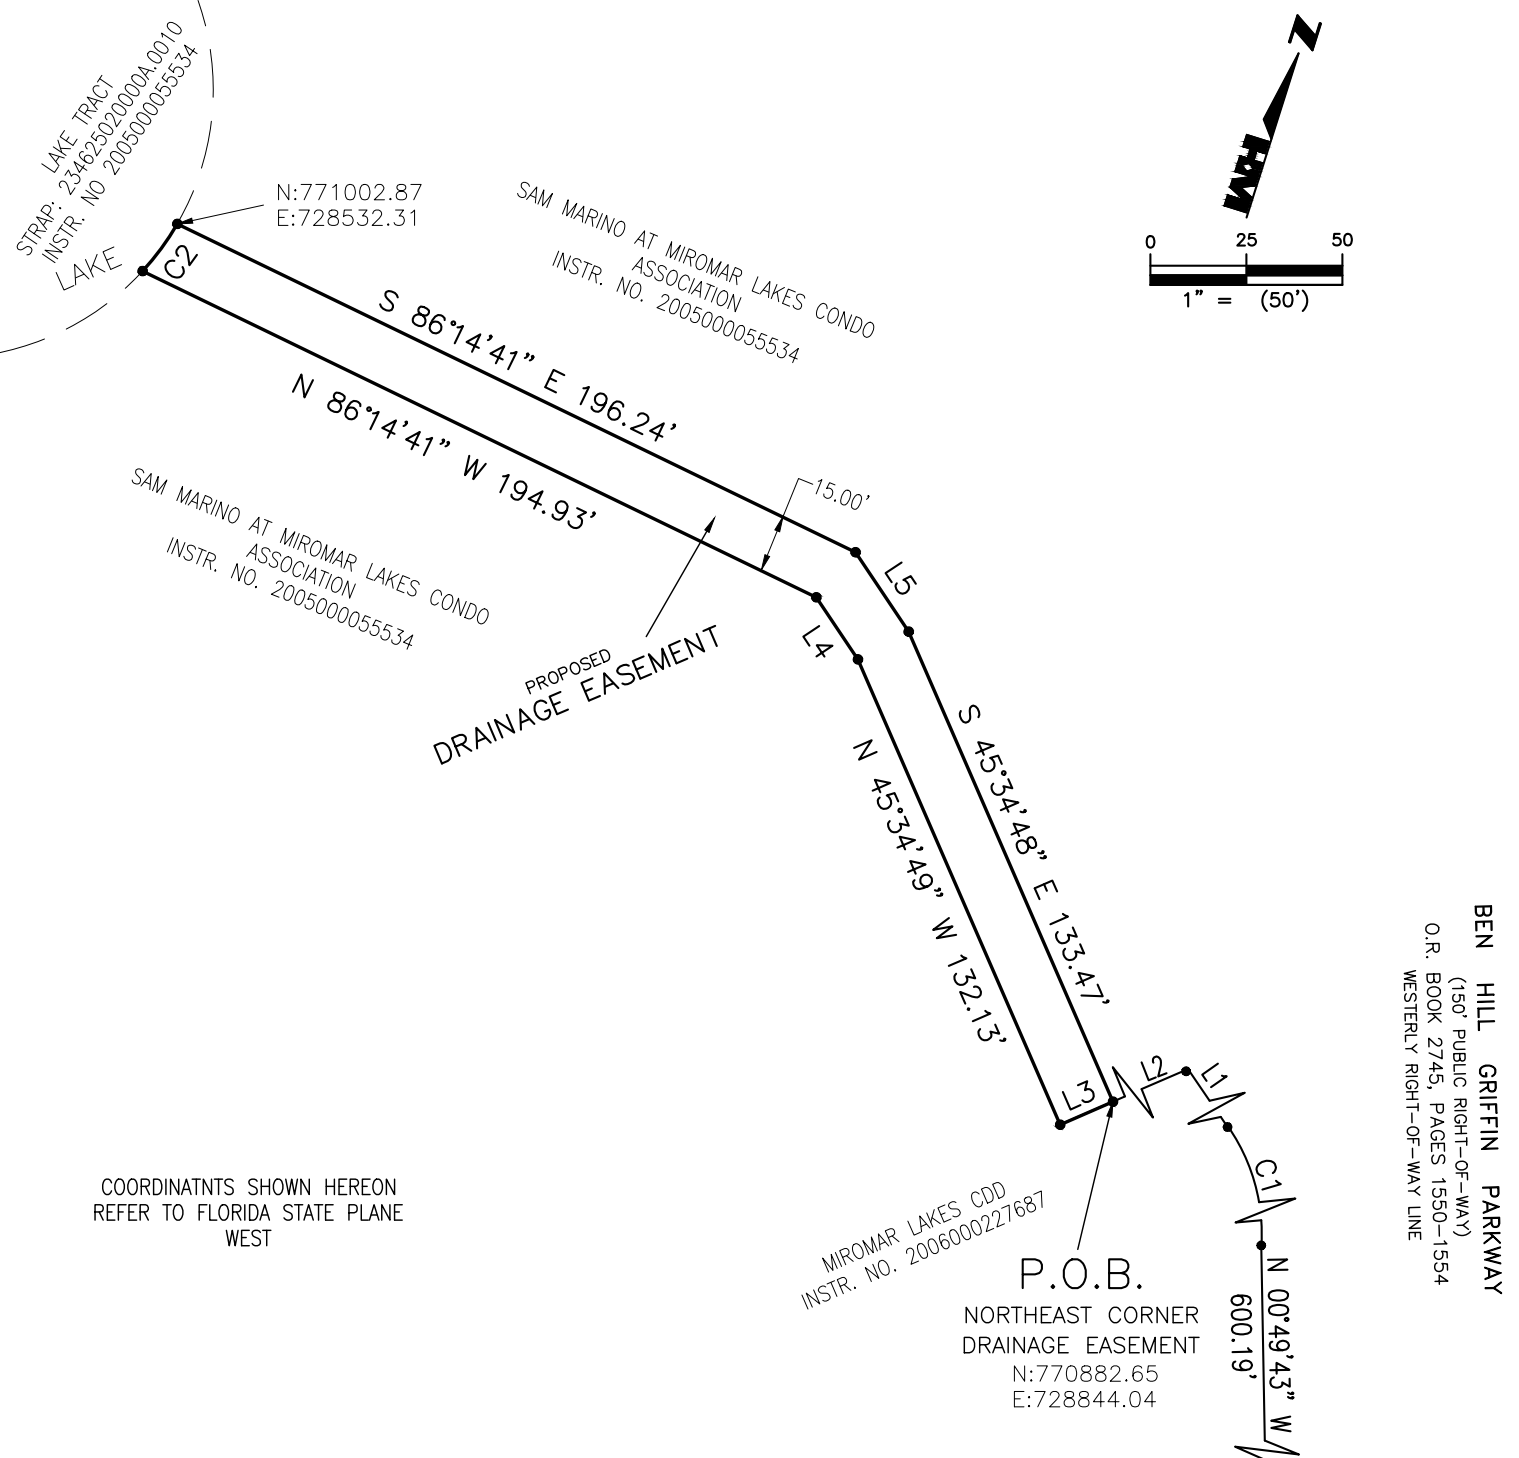 LAKE TRACT
STRAP: 23462502000A.0010
INSTR. NO 2005000055534
LAKE
C2
N:771002.87
E:728532.31
SAM MARINO AT MIROMAR LAKES CONDO
ASSOCIATION
INSTR. NO. 2005000055534
N
H
M
0 25 50
1” = (50’)
S 86°14’41” E 196.24’
N 86°14’41” W 194.93’
15.00’
SAM MARINO AT MIROMAR LAKES CONDO
ASSOCIATION
INSTR. NO. 2005000055534
L5
L4
PROPOSED
DRAINAGE EASEMENT
S 45°34’48” E 133.47’
N 45°34’49” W 132.13’
L3
L2
L1
C1
BEN HILL GRIFFIN PARKWAY
(150’ PUBLIC RIGHT-OF-WAY)
O.R. BOOK 2745, PAGES 1550-1554
WESTERLY RIGHT-OF-WAY LINE
COORDINATNTS SHOWN HEREON
REFER TO FLORIDA STATE PLANE
WEST
MIROMAR LAKES CDD
INSTR. NO. 2006000227687
P.O.B.
NORTHEAST CORNER
DRAINAGE EASEMENT
N:770882.65
E:728844.04
N 00°49’43” W
600.19’